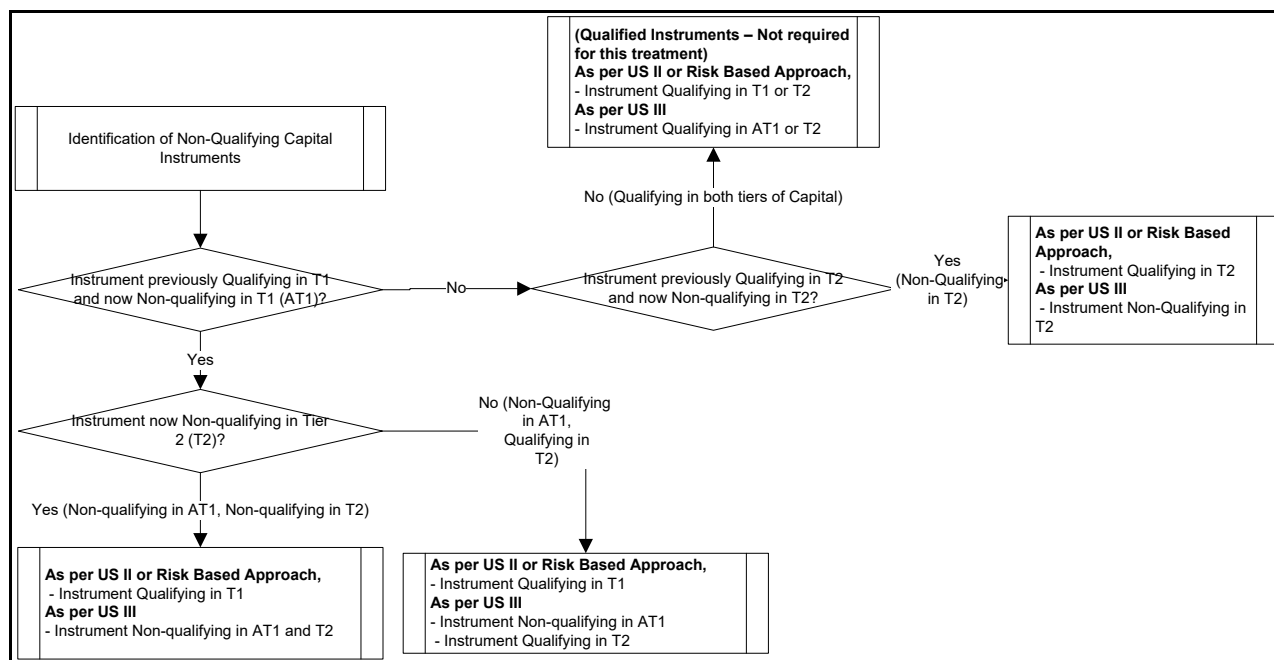 (Qualified Instruments – Not required
for this treatment)
As per US II or Risk Based Approach,
- Instrument Qualifying in T1 or T2
As per US III
- Instrument Qualifying in AT1 or T2
Identification of Non-Qualifying Capital
Instruments
No (Qualifying in both tiers of Capital)
Instrument previously Qualifying in T1
and now Non-qualifying in T1 (AT1)?
No
Instrument previously Qualifying in T2
and now Non-qualifying in T2?
Yes
(Non-Qualifying
in T2)
As per US II or Risk Based
Approach,
- Instrument Qualifying in T2
As per US III
- Instrument Non-Qualifying in
T2
Yes
Instrument now Non-qualifying in Tier
2 (T2)?
No (Non-Qualifying
in AT1,
Qualifying in
T2)
Yes (Non-qualifying in AT1, Non-qualifying in T2)
As per US II or Risk Based Approach,
- Instrument Qualifying in T1
As per US III
- Instrument Non-qualifying in AT1 and T2
As per US II or Risk Based Approach,
- Instrument Qualifying in T1
As per US III
- Instrument Non-qualifying in AT1
- Instrument Qualifying in T2